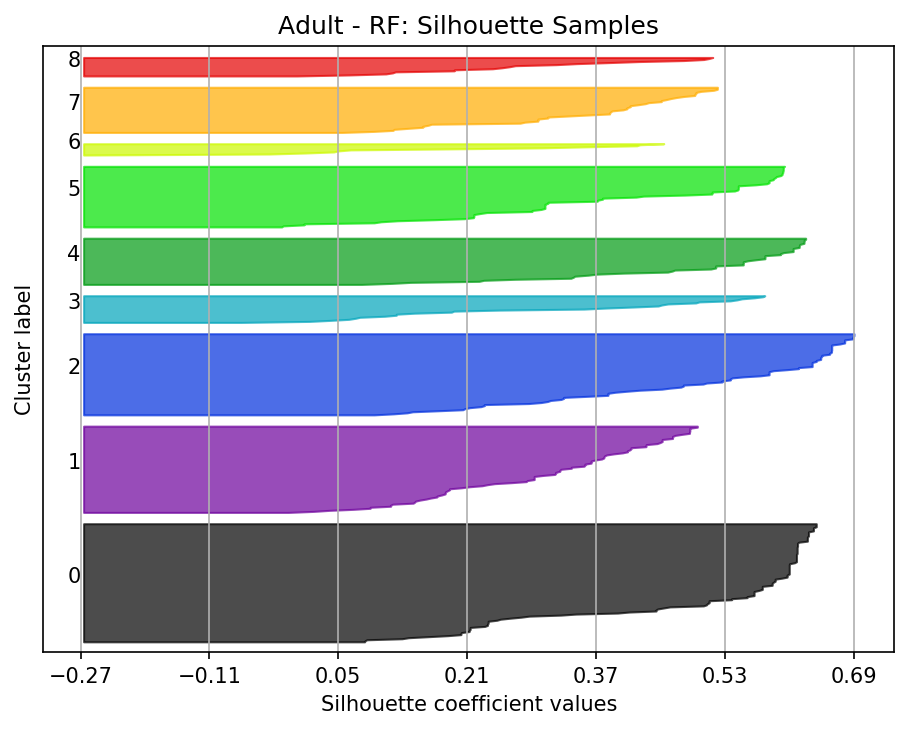 Adult - RF: Silhouette Samples
8
7
6
5
4
3
2
1
0
Cluster label
−0.27 −0.11 0.05 0.21 0.37 0.53 0.69
Silhouette coefficient values